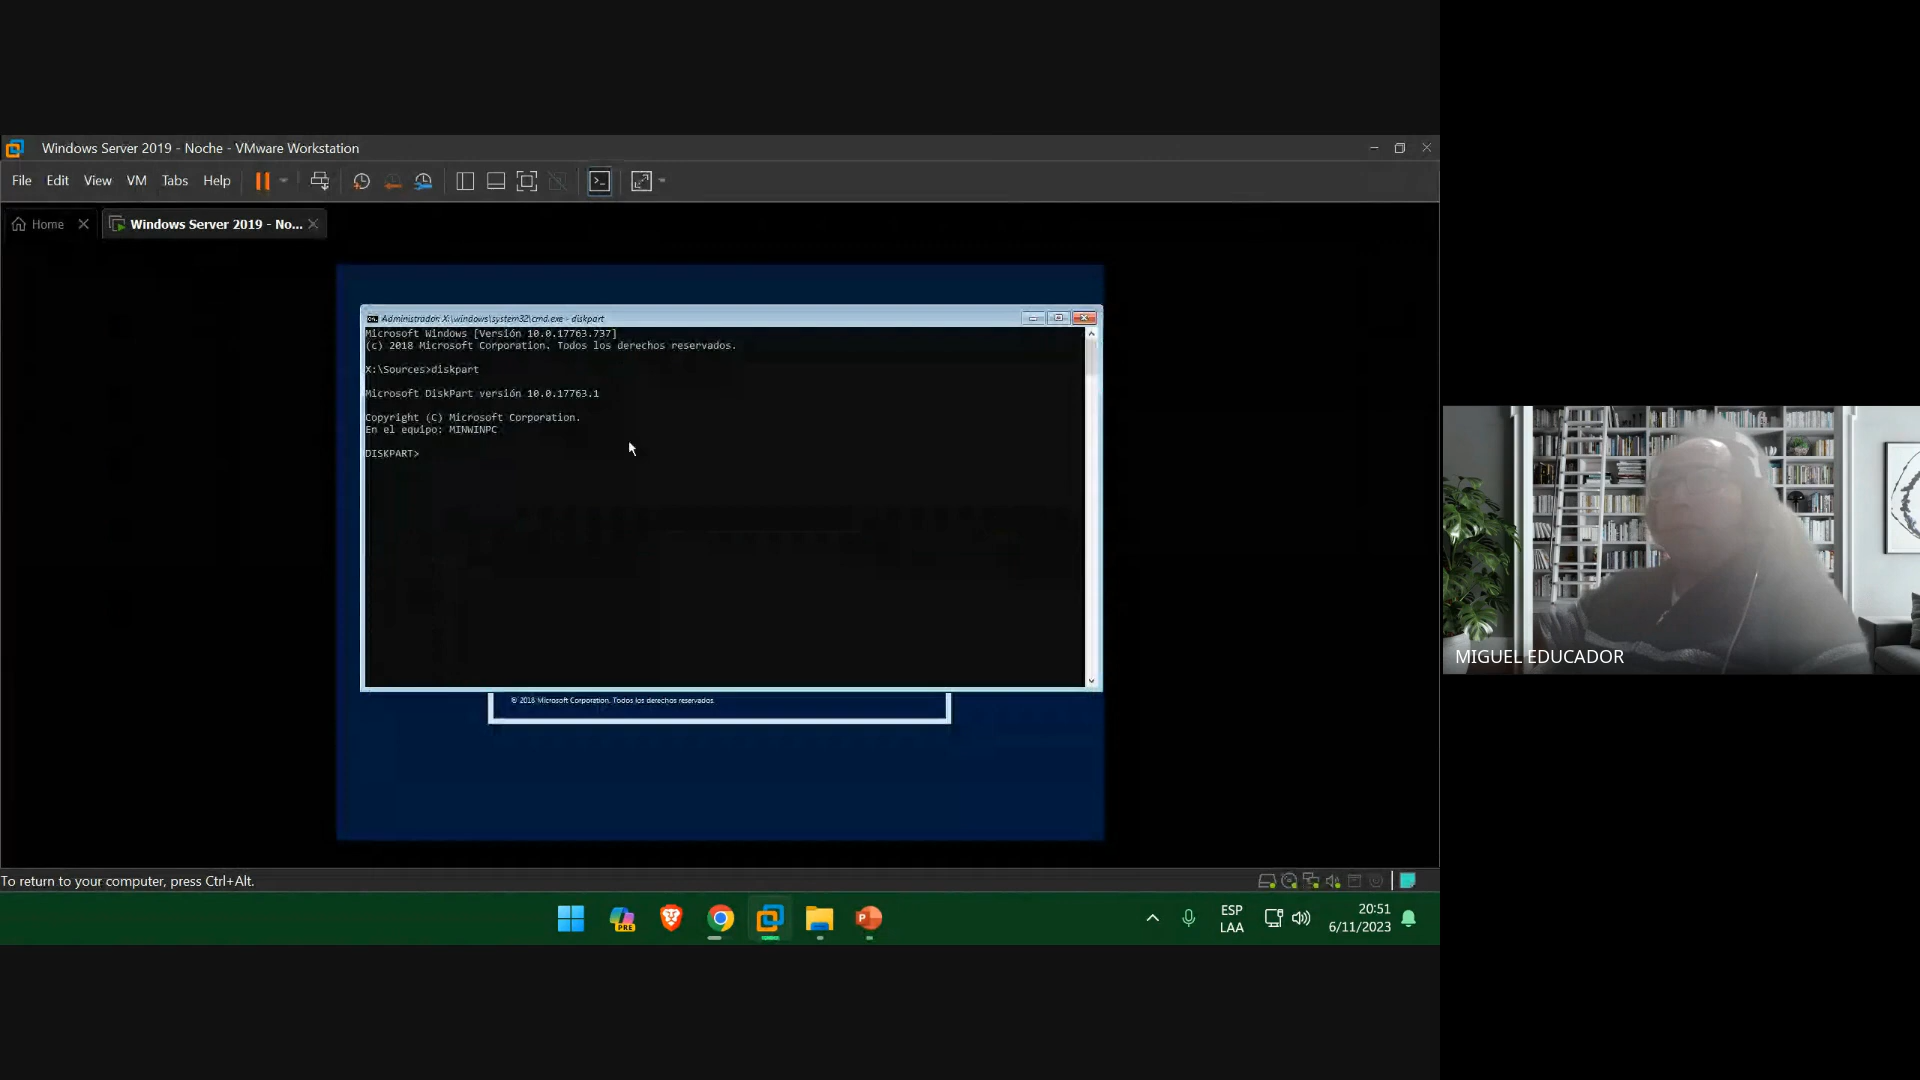 Windows Server 2019 - Noche - VMware Workstation
File Edit View VM Tabs Help
Home
Windows Server 2019 - No...
Administrador: X:\windows\system32\cmd.exe - diskpart
Microsoft Windows [Versión 10.0.17763.737]
(c) 2018 Microsoft Corporation. Todos los derechos reservados.
X:\Sources>diskpart
Microsoft DiskPart versión 10.0.17763.1
Copyright (C) Microsoft Corporation.
En el equipo: MINWINPC
DISKPART>
© 2018 Microsoft Corporation. Todos los derechos reservados.
MIGUEL EDUCADOR
To return to your computer, press Ctrl+Alt.
PRE
ESP
LAA
20:51
6/11/2023